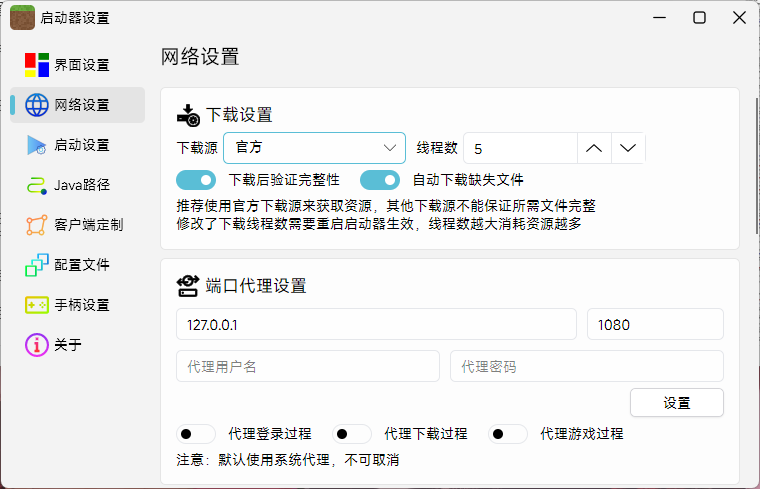 启动器设置
界面设置
网络设置
启动设置
Java路径
客户端定制
配置文件
手柄设置
关于
网络设置
下载设置
下载源 官方 线程数 5
下载后验证完整性 自动下载缺失文件
推荐使用官方下载源来获取资源，其他下载源不能保证所需文件完整
修改了下载线程数需要重启启动器生效，线程数越大消耗资源越多
端口代理设置
127.0.0.1 1080
代理用户名 代理密码
设置
代理登录过程 代理下载过程 代理游戏过程
注意：默认使用系统代理，不可取消